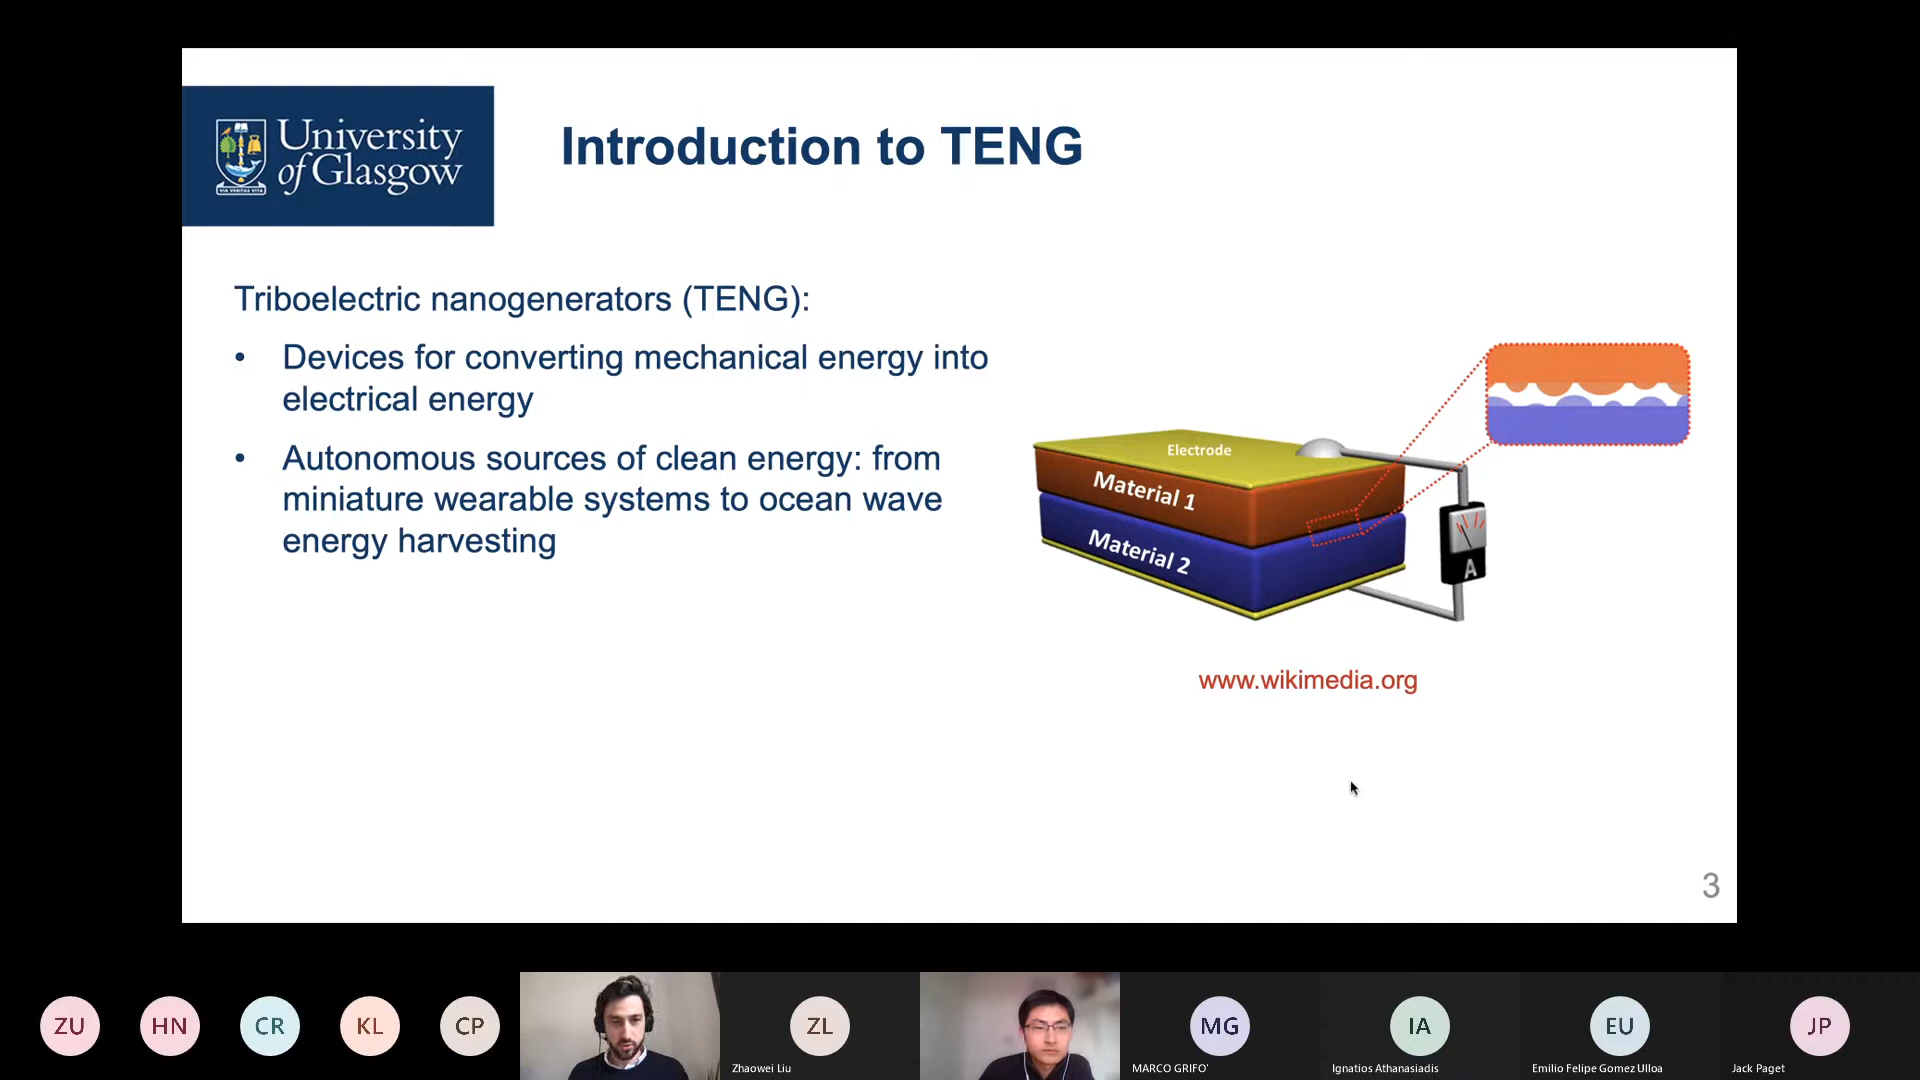 University
of Glasgow
VIA VERITAS VITA
Introduction to TENG
Triboelectric nanogenerators (TENG):
• Devices for converting mechanical energy into
electrical energy
• Autonomous sources of clean energy: from
miniature wearable systems to ocean wave
energy harvesting
Electrode
Material 1
Material 2
A
www.wikimedia.org
3
ZU
HN
CR
KL
CP
ZL
Zhaowei Liu
MG
MARCO GRIFO'
IA
Ignatios Athanasiadis
EU
Emilio Felipe Gomez Ulloa
JP
Jack Paget